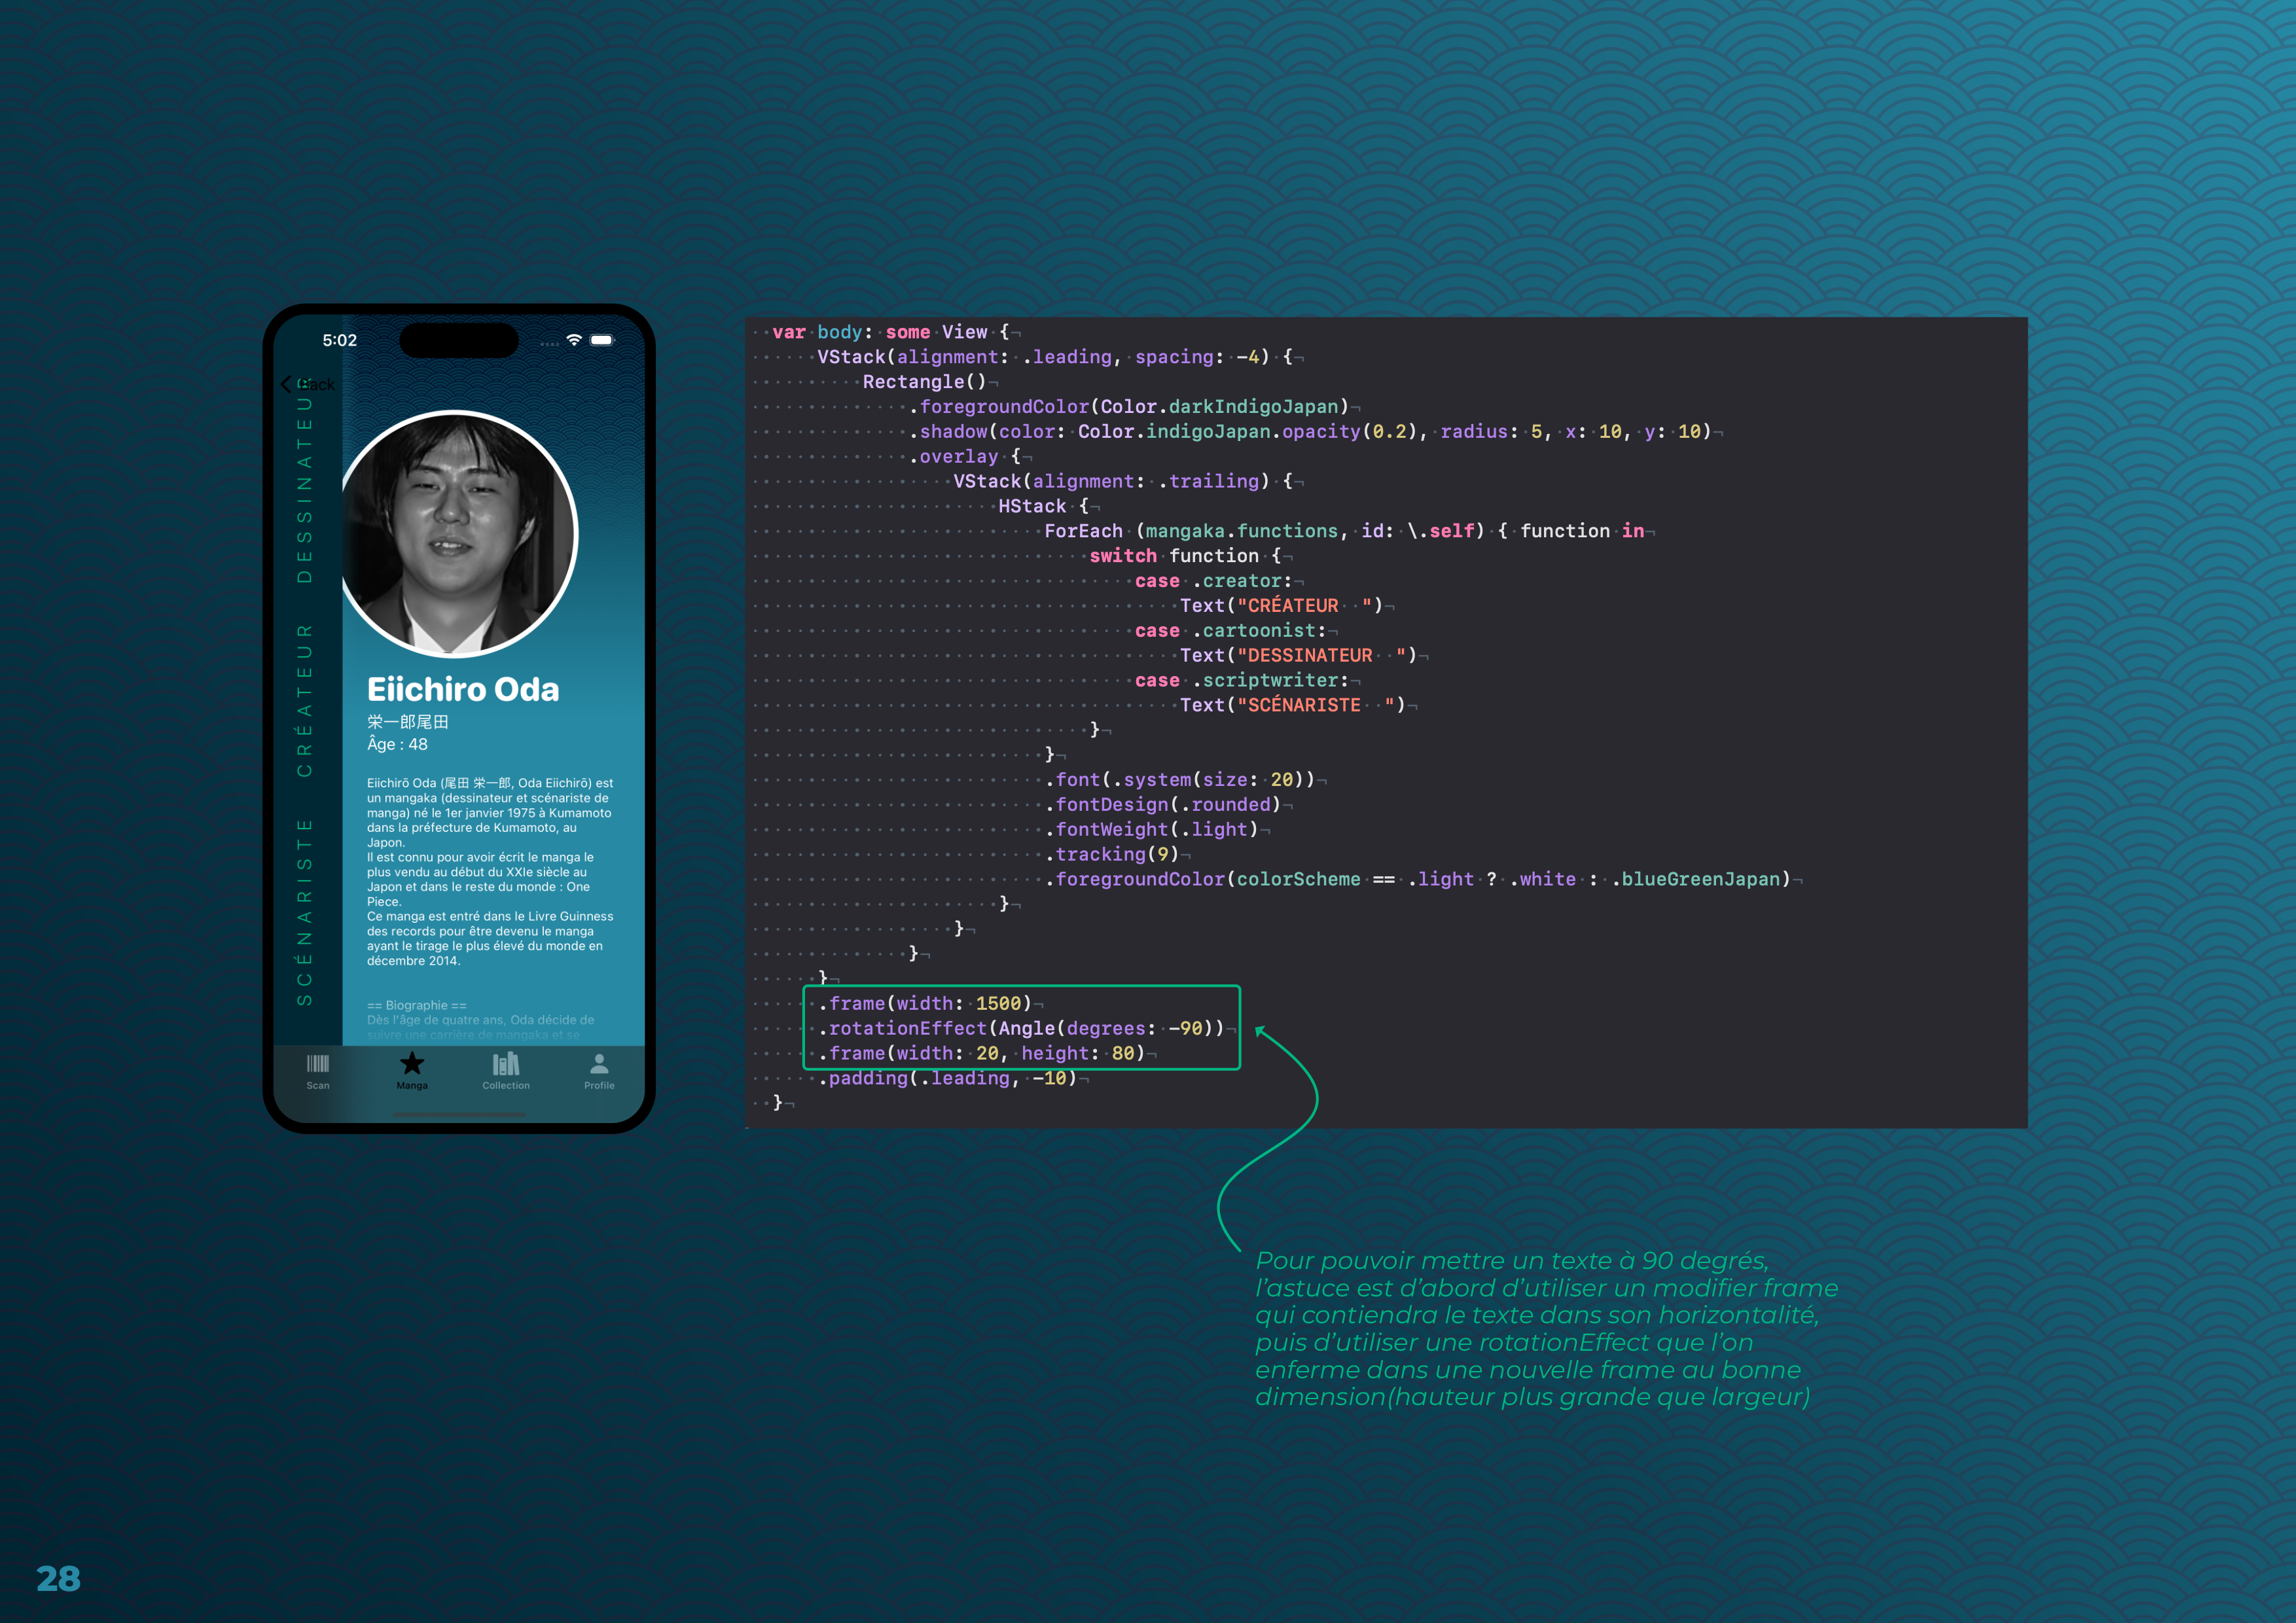 5:02
Back
DESSINATEUR
CRÉATEUR
SCÉNARISTE
Eiichiro Oda
栄一郎尾田
Âge : 48
Eiichirō Oda (尾田 栄一郎, Oda Eiichirō) est
un mangaka (dessinateur et scénariste de
manga) né le 1er janvier 1975 à Kumamoto
dans la préfecture de Kumamoto, au
Japon.
Il est connu pour avoir écrit le manga le
plus vendu au début du XXIe siècle au
Japon et dans le reste du monde : One
Piece.
Ce manga est entré dans le Livre Guinness
des records pour être devenu le manga
ayant le tirage le plus élevé du monde en
décembre 2014.
== Biographie ==
Dès l'âge de quatre ans, Oda décide de
suivre une carrière de mangaka et se
Scan
Manga
Collection
Profile
var body: some View {
VStack(alignment: .leading, spacing: -4) {
Rectangle()
.foregroundColor(Color.darkIndigoJapan)
.shadow(color: Color.indigoJapan.opacity(0.2), radius: 5, x: 10, y: 10)
.overlay {
VStack(alignment: .trailing) {
HStack {
ForEach (mangaka.functions, id: \.self) { function in
switch function {
case .creator:
Text("CRÉATEUR  ")
case .cartoonist:
Text("DESSINATEUR  ")
case .scriptwriter:
Text("SCÉNARISTE  ")
}
}
.font(.system(size: 20))
.fontDesign(.rounded)
.fontWeight(.light)
.tracking(9)
.foregroundColor(colorScheme == .light ? .white : .blueGreenJapan)
}
}
}
}
.frame(width: 1500)
.rotationEffect(Angle(degrees: -90))
.frame(width: 20, height: 80)
.padding(.leading, -10)
}
Pour pouvoir mettre un texte à 90 degrés,
l'astuce est d'abord d'utiliser un modifier frame
qui contiendra le texte dans son horizontalité,
puis d'utiliser une rotationEffect que l'on
enferme dans une nouvelle frame au bonne
dimension(hauteur plus grande que largeur)
28